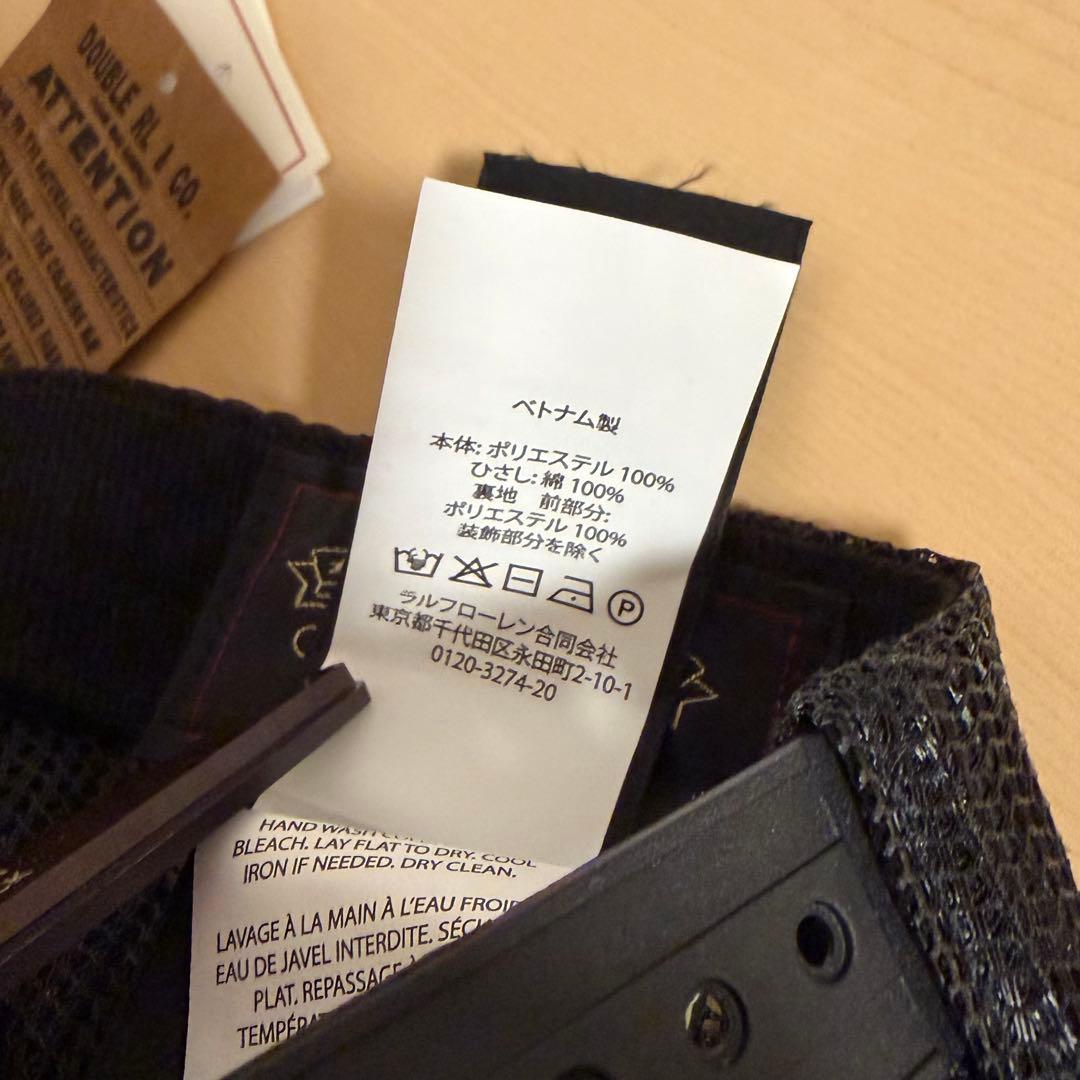 DOUBLE RL & CO.
ATTENTION
NATURAL CHARACTERISTICS
ベトナム製
本体: ポリエステル 100%
ひさし: 綿 100%
裏地 前部分:
ポリエステル 100%
装飾部分を除く
P
ラルフローレン合同会社
東京都千代田区永田町2-10-1
0120-3274-20
HAND WASH
BLEACH. LAY FLAT TO DRY. COOL
IRON IF NEEDED. DRY CLEAN.
LAVAGE À LA MAIN À L'EAU FROIDE
EAU DE JAVEL INTERDITE.
PLAT. REPASSAGE À